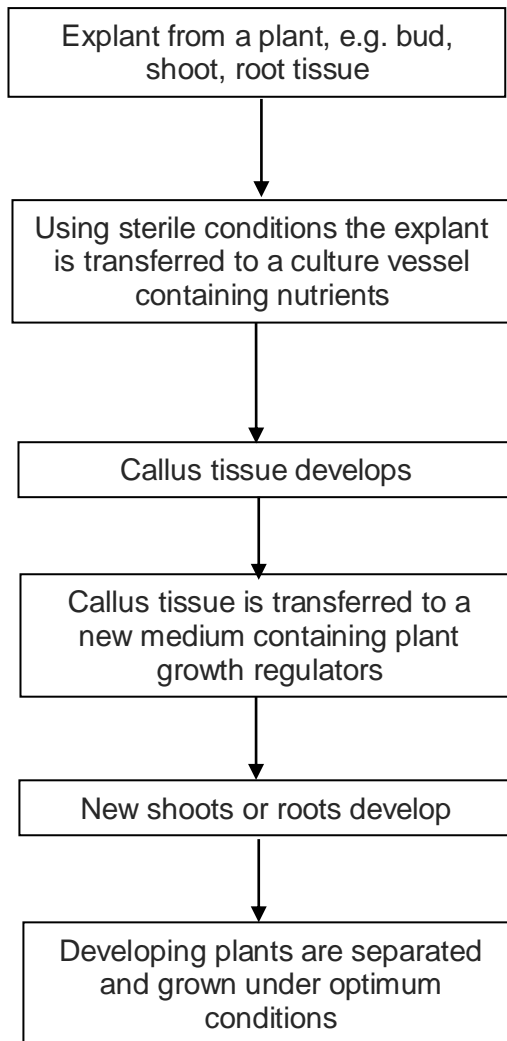 Explant from a plant, e.g. bud,
shoot, root tissue
Using sterile conditions the explant
is transferred to a culture vessel
containing nutrients
Callus tissue develops
Callus tissue is transferred to a
new medium containing plant
growth regulators
New shoots or roots develop
Developing plants are separated
and grown under optimum
conditions